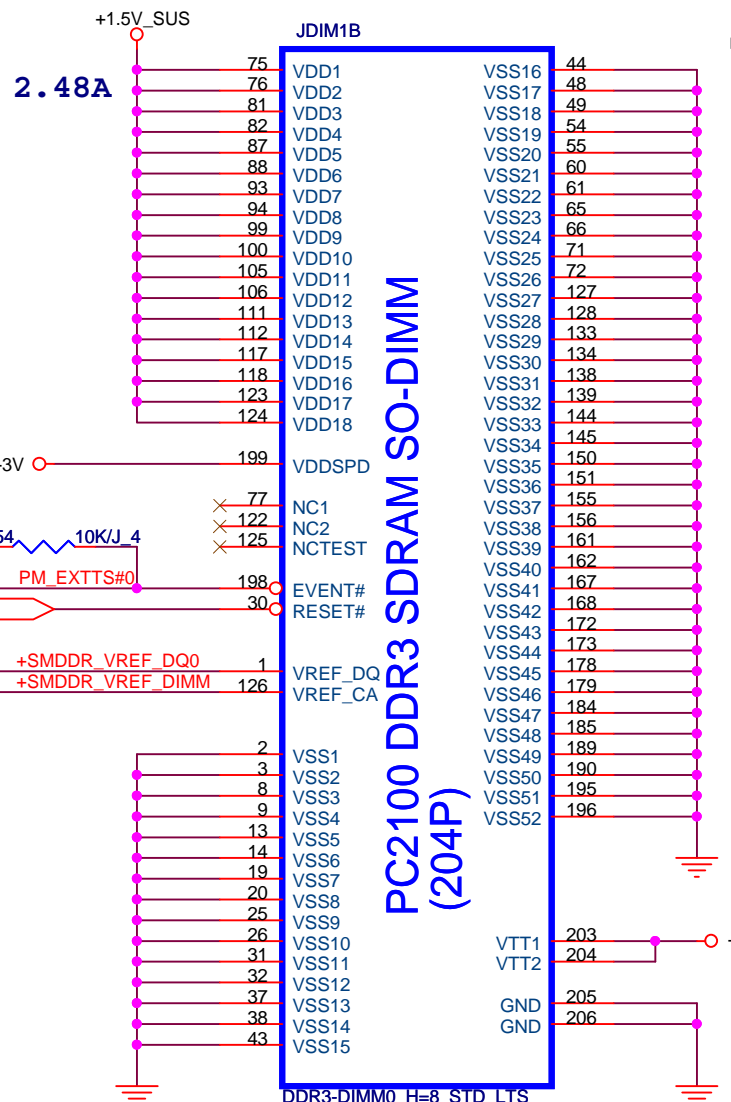 +1.5V_SUS
JDIM1B
2.48A
75 VDD1 VSS16 44
76 VDD2 VSS17 48
81 VDD3 VSS18 49
82 VDD4 VSS19 54
87 VDD5 VSS20 55
88 VDD6 VSS21 60
93 VDD7 VSS22 61
94 VDD8 VSS23 65
99 VDD9 VSS24 66
100 VDD10 VSS25 71
105 VDD11 VSS26 72
106 VDD12 VSS27 127
111 VDD13 VSS28 128
112 VDD14 VSS29 133
117 VDD15 VSS30 134
118 VDD16 VSS31 138
123 VDD17 VSS32 139
124 VDD18 VSS33 144
VSS34 145
3V 199 VDDSPD VSS35 150
VSS36 151
77 NC1 VSS37 155
122 NC2 VSS38 156
125 NCTEST VSS39 161
54 10K/J_4
VSS40 162
PM_EXTTS#0 198 EVENT# VSS41 167
30 RESET# VSS42 168
VSS43 172
VSS44 173
+SMDDR_VREF_DQ0 1 VREF_DQ VSS45 178
+SMDDR_VREF_DIMM 126 VREF_CA VSS46 179
VSS47 184
VSS48 185
2 VSS1 VSS49 189
3 VSS2 VSS50 190
8 VSS3 VSS51 195
9 VSS4 VSS52 196
13 VSS5
14 VSS6
19 VSS7
20 VSS8
25 VSS9
26 VSS10 VTT1 203
31 VSS11 VTT2 204
32 VSS12
37 VSS13 GND 205
38 VSS14 GND 206
43 VSS15
PC2100 DDR3 SDRAM SO-DIMM
(204P)
DDR3-DIMM0_H=8_STD_LTS